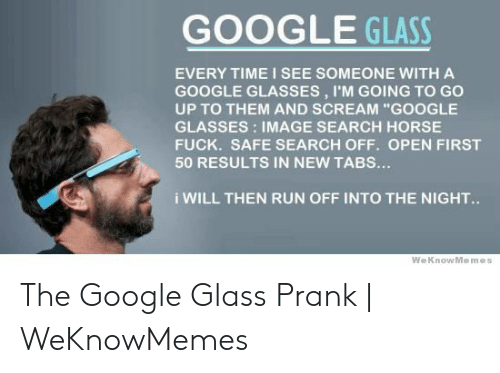 GOOGLE GLASS
EVERY TIME I SEE SOMEONE WITH A
GOOGLE GLASSES , I'M GOING TO GO
UP TO THEM AND SCREAM "GOOGLE
GLASSES : IMAGE SEARCH HORSE
FUCK. SAFE SEARCH OFF. OPEN FIRST
50 RESULTS IN NEW TABS...
i WILL THEN RUN OFF INTO THE NIGHT..
WeKnowMemes
The Google Glass Prank |
WeKnowMemes